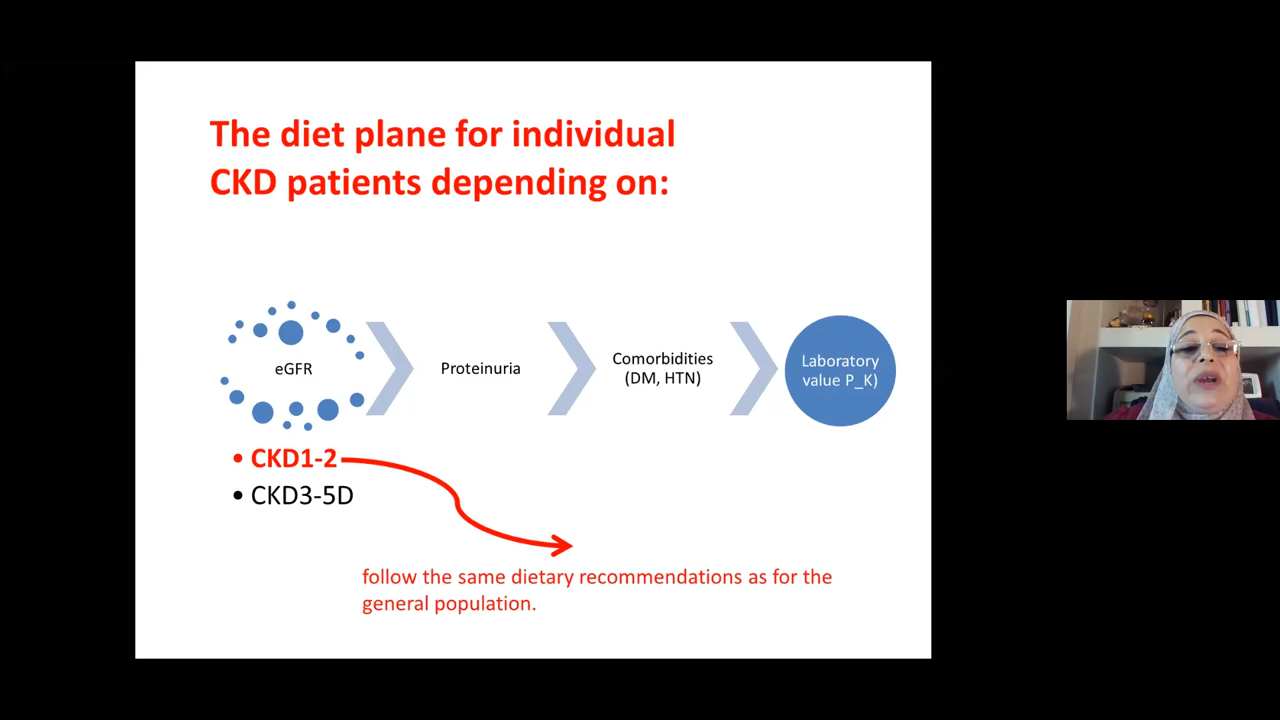 The diet plane for individual
CKD patients depending on:
eGFR
Proteinuria
Comorbidities
(DM, HTN)
Laboratory
value P_K)
• CKD1-2
• CKD3-5D
follow the same dietary recommendations as for the
general population.